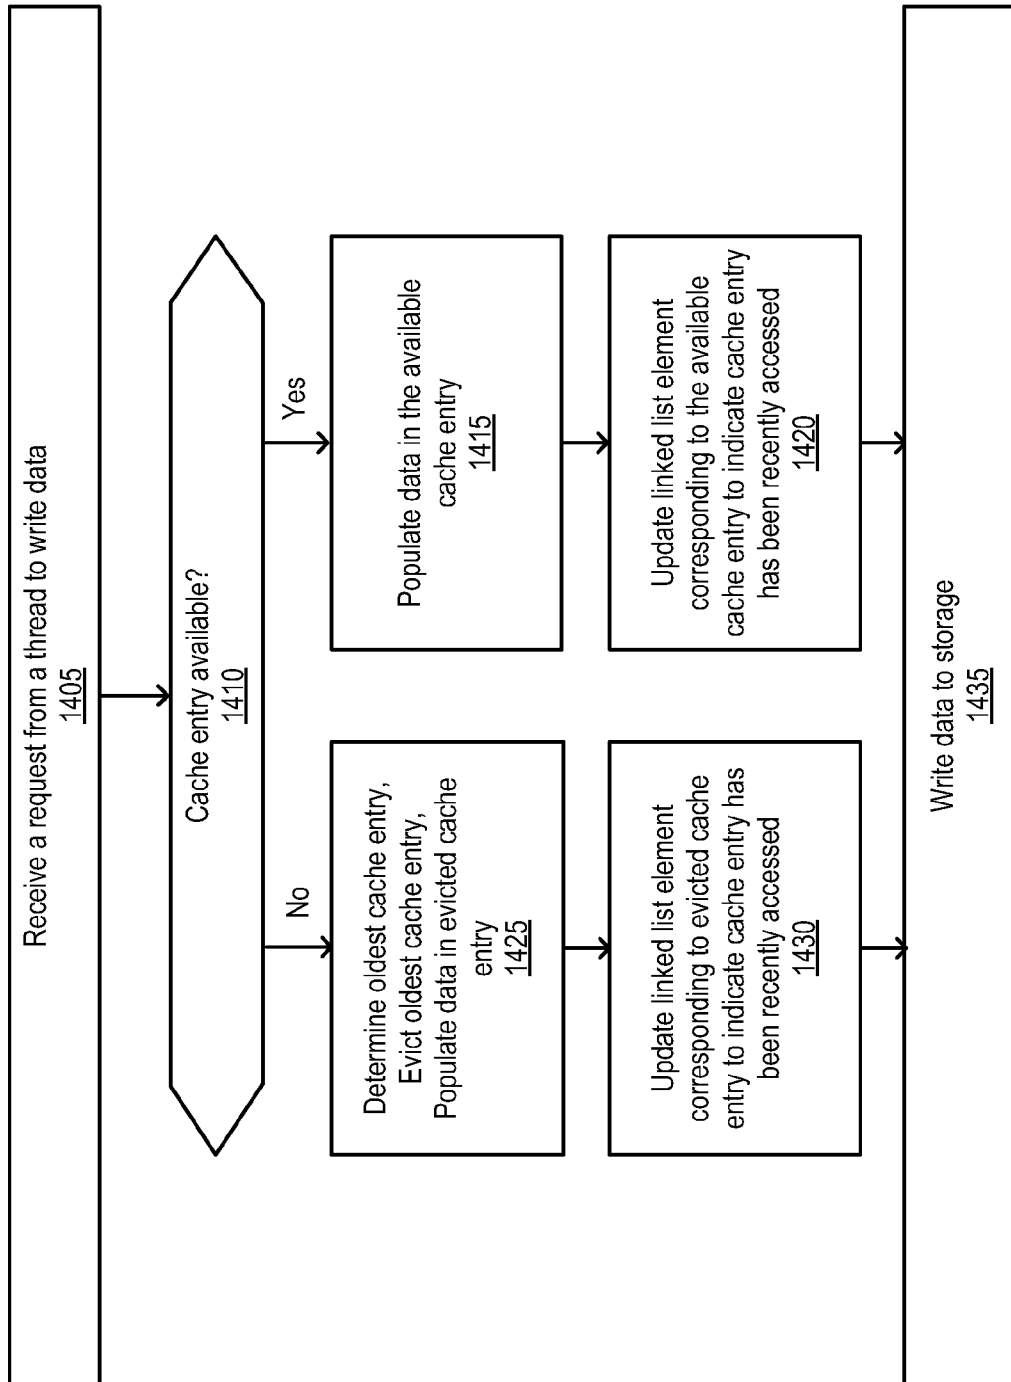 Receive a request from a thread to write data
1405
Cache entry available?
1410
No
Yes
Determine oldest cache entry,
Evict oldest cache entry,
Populate data in evicted cache
entry
1425
Populate data in the available
cache entry
1415
Update linked list element
corresponding to evicted cache
entry to indicate cache entry has
been recently accessed
1430
Update linked list element
corresponding to the available
cache entry to indicate cache entry
has been recently accessed
1420
Write data to storage
1435